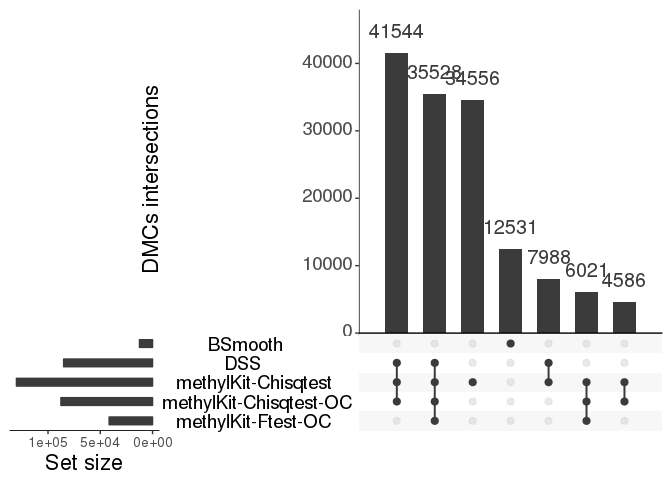 41544
35528
34556
12531
7988
6021
4586
DMCs intersections
40000
30000
20000
10000
0
BSmooth
DSS
methylKit-Chisqtest
methylKit-Chisqtest-OC
methylKit-Ftest-OC
1e+05 5e+04 0e+00
Set size